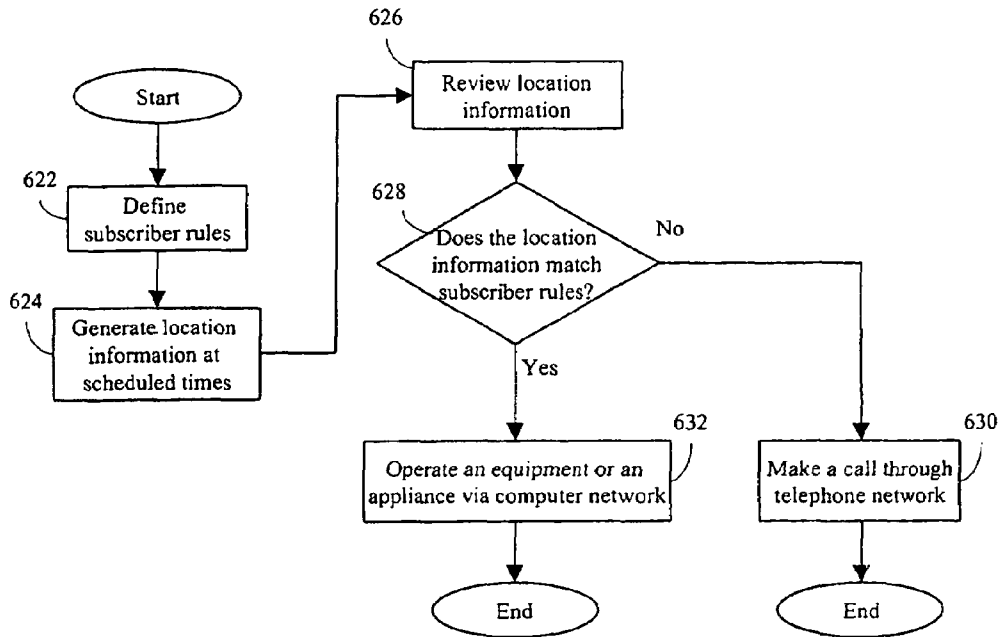 Start
622
Define
subscriber rules
624
Generate location
information at
scheduled times
626
Review location
information
628
Does the location
information match
subscriber rules?
No
Yes
632
Operate an equipment or an
appliance via computer network
End
630
Make a call through
telephone network
End